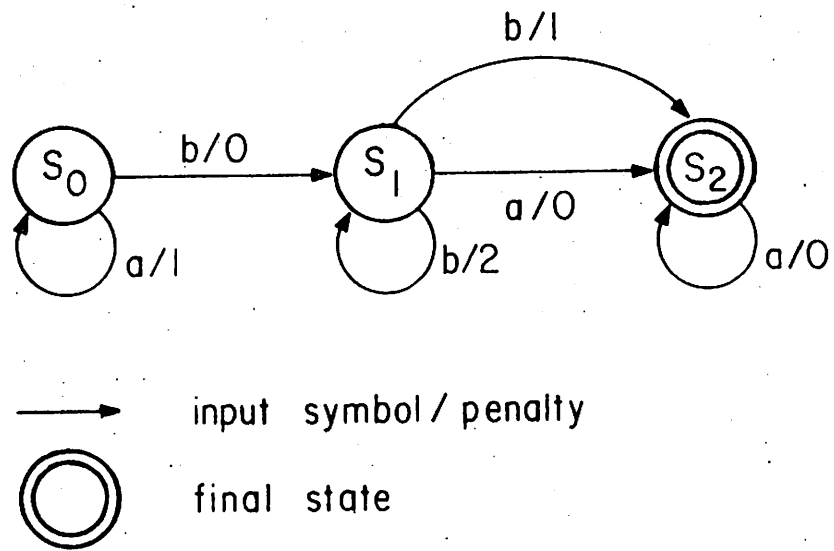 b/1
S0 b/0 S1 a/0 S2
a/1 b/2 a/0
input symbol / penalty
final state